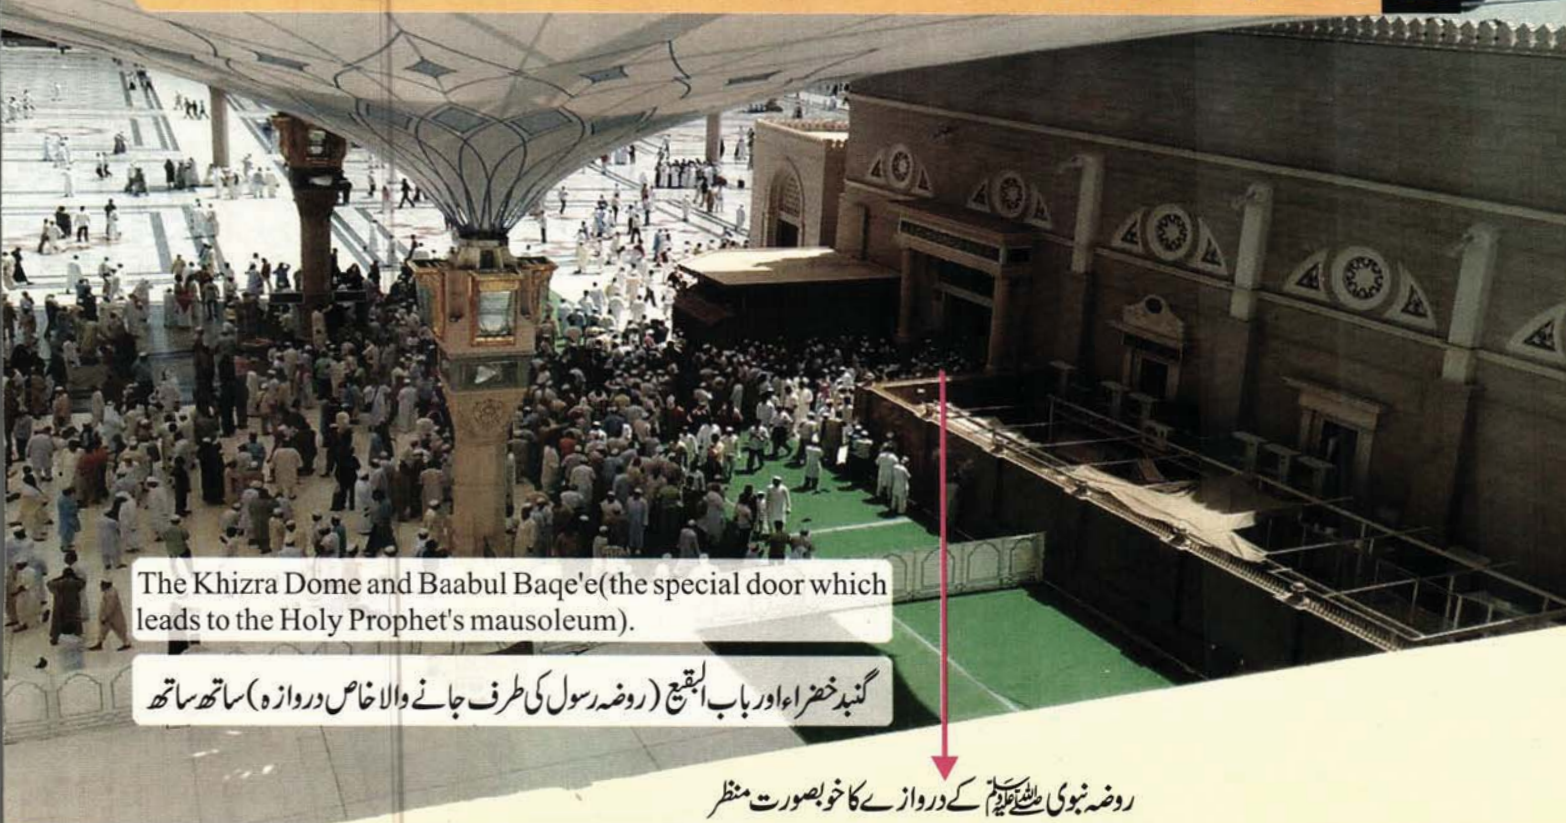 The Khizra Dome and Baabul Baqe'e(the special door which
leads to the Holy Prophet's mausoleum).
گنبد خضراء اور باب البقیع (روضہ رسول کی طرف جانے والا خاص دروازہ) ساتھ ساتھ
روضہ نبوی ﷺ کے دروازے کا خوبصورت منظر